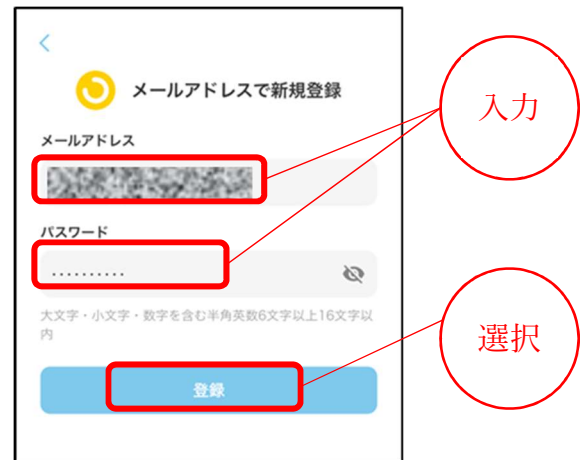 メールアドレスで新規登録
メールアドレス
パスワード
..........
大文字・小文字・数字を含む半角英数6文字以上16文字以
内
登録
入力
選択